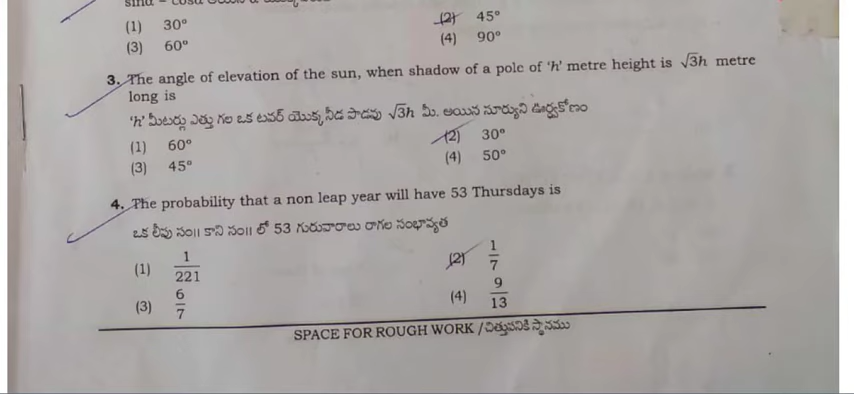 (1) 30° (2) 45°
(3) 60° (4) 90°
3. The angle of elevation of the sun, when shadow of a pole of 'h' metre height is √3h metre
long is
'h' మీటర్లు ఎత్తు గల ఒక టవర్ యొక్క నీడ పొడవు √3h మీ. అయిన సూర్యుని ఊర్ధ్వకోణం
(1) 60° (2) 30°
(3) 45° (4) 50°
4. The probability that a non leap year will have 53 Thursdays is
ఒక లీపు సం॥ కాని సం॥ లో 53 గురువారాలు రాగల సంభావ్యత
(1) 1/221 (2) 1/7
(3) 6/7 (4) 9/13
SPACE FOR ROUGH WORK / చిత్తుపనికి స్థానము